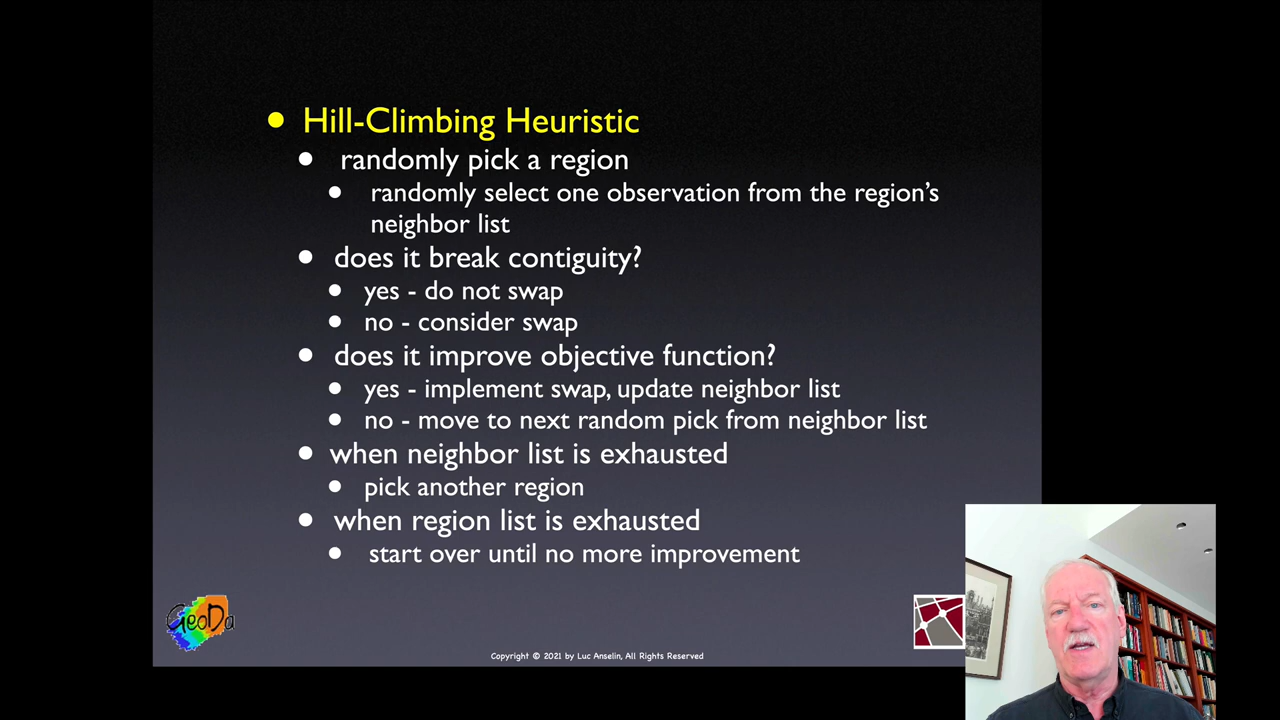 Hill-Climbing Heuristic
randomly pick a region
randomly select one observation from the region's
neighbor list
does it break contiguity?
yes - do not swap
no - consider swap
does it improve objective function?
yes - implement swap, update neighbor list
no - move to next random pick from neighbor list
when neighbor list is exhausted
pick another region
when region list is exhausted
start over until no more improvement
GeoDa
Copyright © 2021 by Luc Anselin, All Rights Reserved